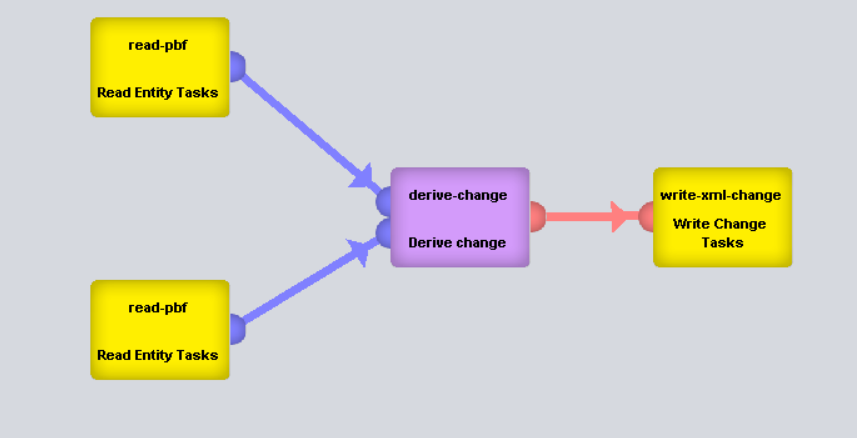 read-pbf
Read Entity Tasks
derive-change
Derive change
write-xml-change
Write Change
Tasks
read-pbf
Read Entity Tasks